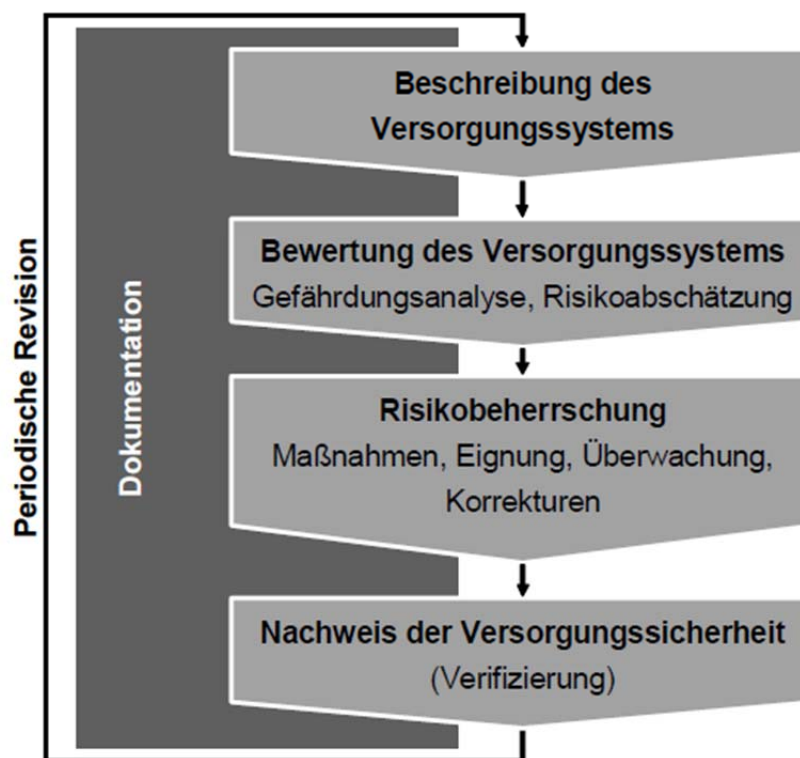 Periodische Revision
Dokumentation
Beschreibung des
Versorgungssystems
Bewertung des Versorgungssystems
Gefährdungsanalyse, Risikoabschätzung
Risikobeherrschung
Maßnahmen, Eignung, Überwachung,
Korrekturen
Nachweis der Versorgungssicherheit
(Verifizierung)